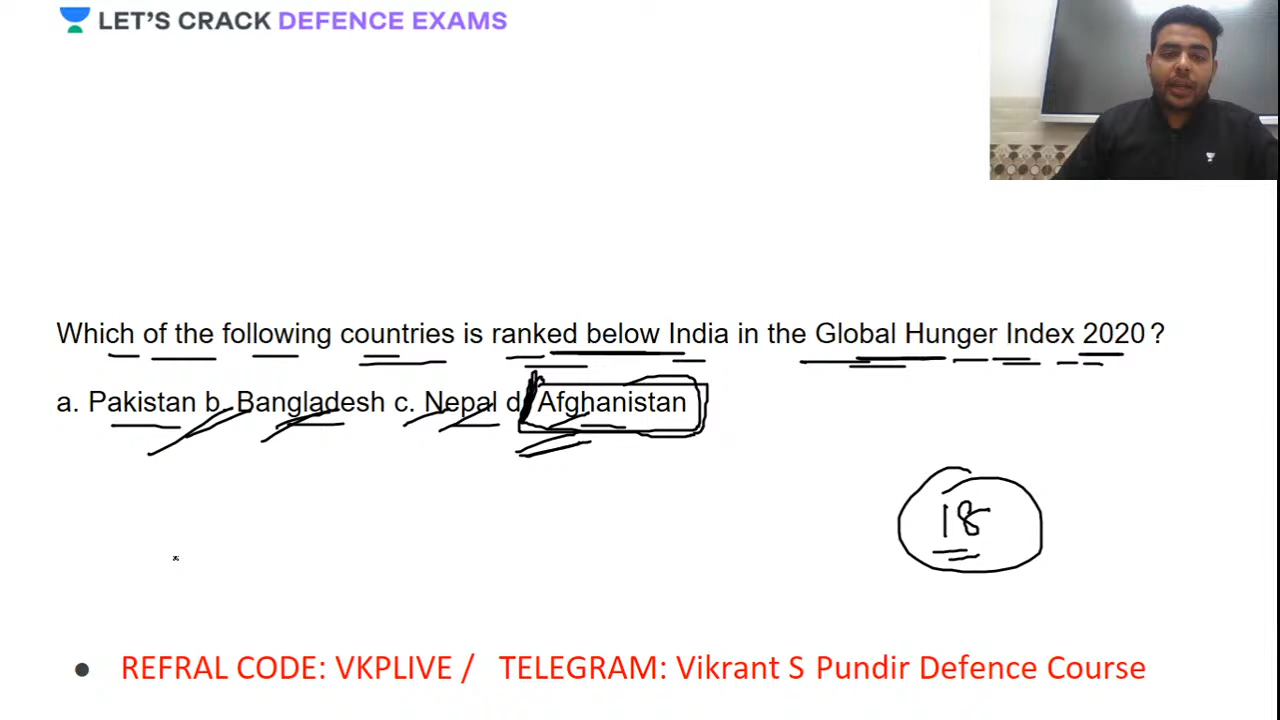 LET'S CRACK DEFENCE EXAMS
Which of the following countries is ranked below India in the Global Hunger Index 2020?
a. Pakistan b. Bangladesh c. Nepal d. Afghanistan
18
● REFRAL CODE: VKPLIVE / TELEGRAM: Vikrant S Pundir Defence Course